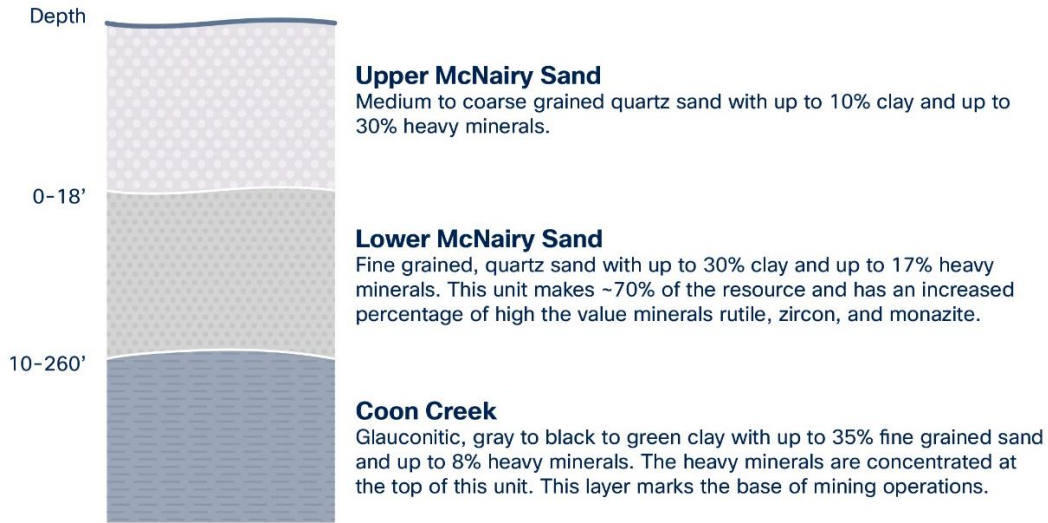 Depth
Upper McNairy Sand
Medium to coarse grained quartz sand with up to 10% clay and up to
30% heavy minerals.
0-18’
Lower McNairy Sand
Fine grained, quartz sand with up to 30% clay and up to 17% heavy
minerals. This unit makes ~70% of the resource and has an increased
percentage of high the value minerals rutile, zircon, and monazite.
10-260’
Coon Creek
Glauconitic, gray to black to green clay with up to 35% fine grained sand
and up to 8% heavy minerals. The heavy minerals are concentrated at
the top of this unit. This layer marks the base of mining operations.